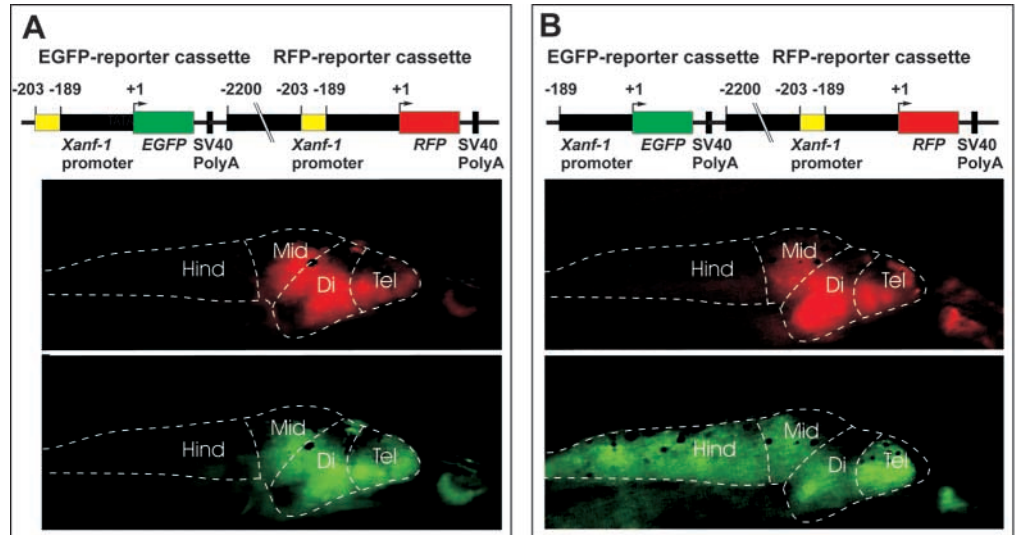 A
EGFP-reporter cassette RFP-reporter cassette
-203 -189 +1 -2200 -203 -189 +1
Xanf-1 promoter EGFP SV40 PolyA Xanf-1 promoter RFP SV40 PolyA
Mid
Hind
Di
Tel
Mid
Hind
Di
Tel
B
EGFP-reporter cassette RFP-reporter cassette
-189 +1 -2200 -203 -189 +1
Xanf-1 promoter EGFP SV40 PolyA Xanf-1 promoter RFP SV40 PolyA
Mid
Hind
Di
Tel
Mid
Hind
Di
Tel